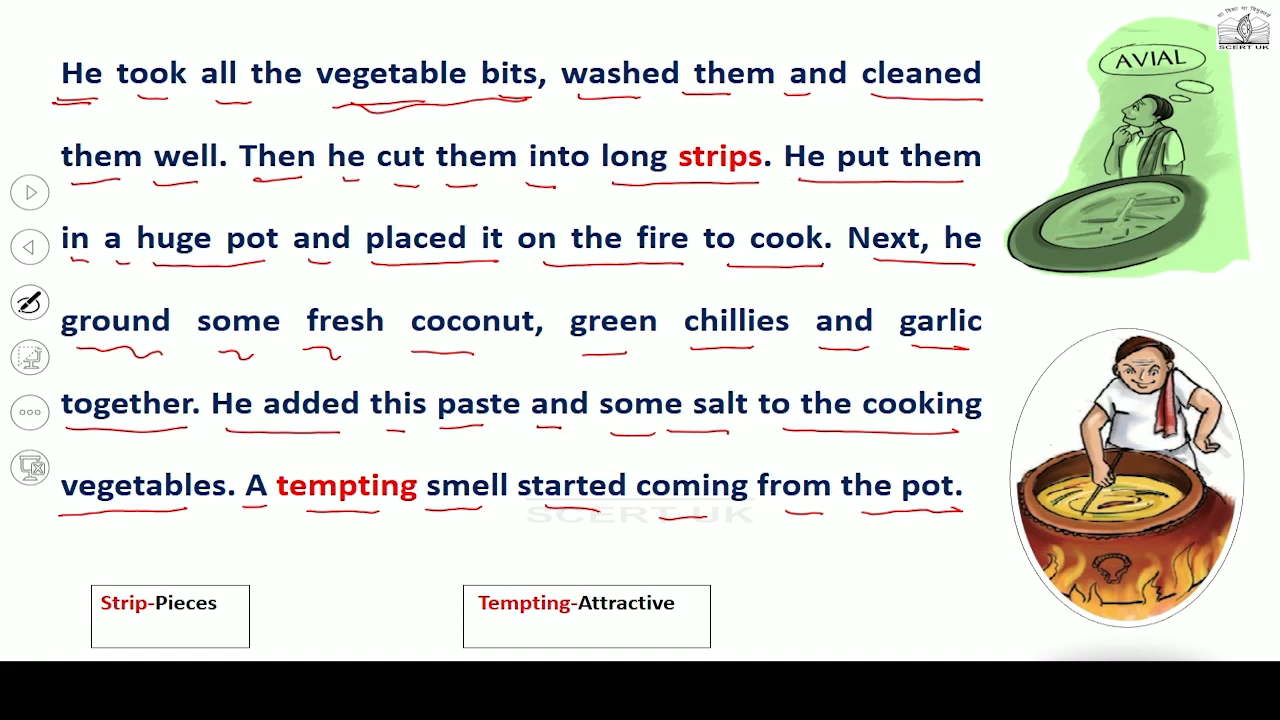 He took all the vegetable bits, washed them and cleaned
them well. Then he cut them into long strips. He put them
in a huge pot and placed it on the fire to cook. Next, he
ground some fresh coconut, green chillies and garlic
together. He added this paste and some salt to the cooking
vegetables. A tempting smell started coming from the pot.
SCERT UK
Strip-Pieces
Tempting-Attractive
AVIAL
SCERT UK